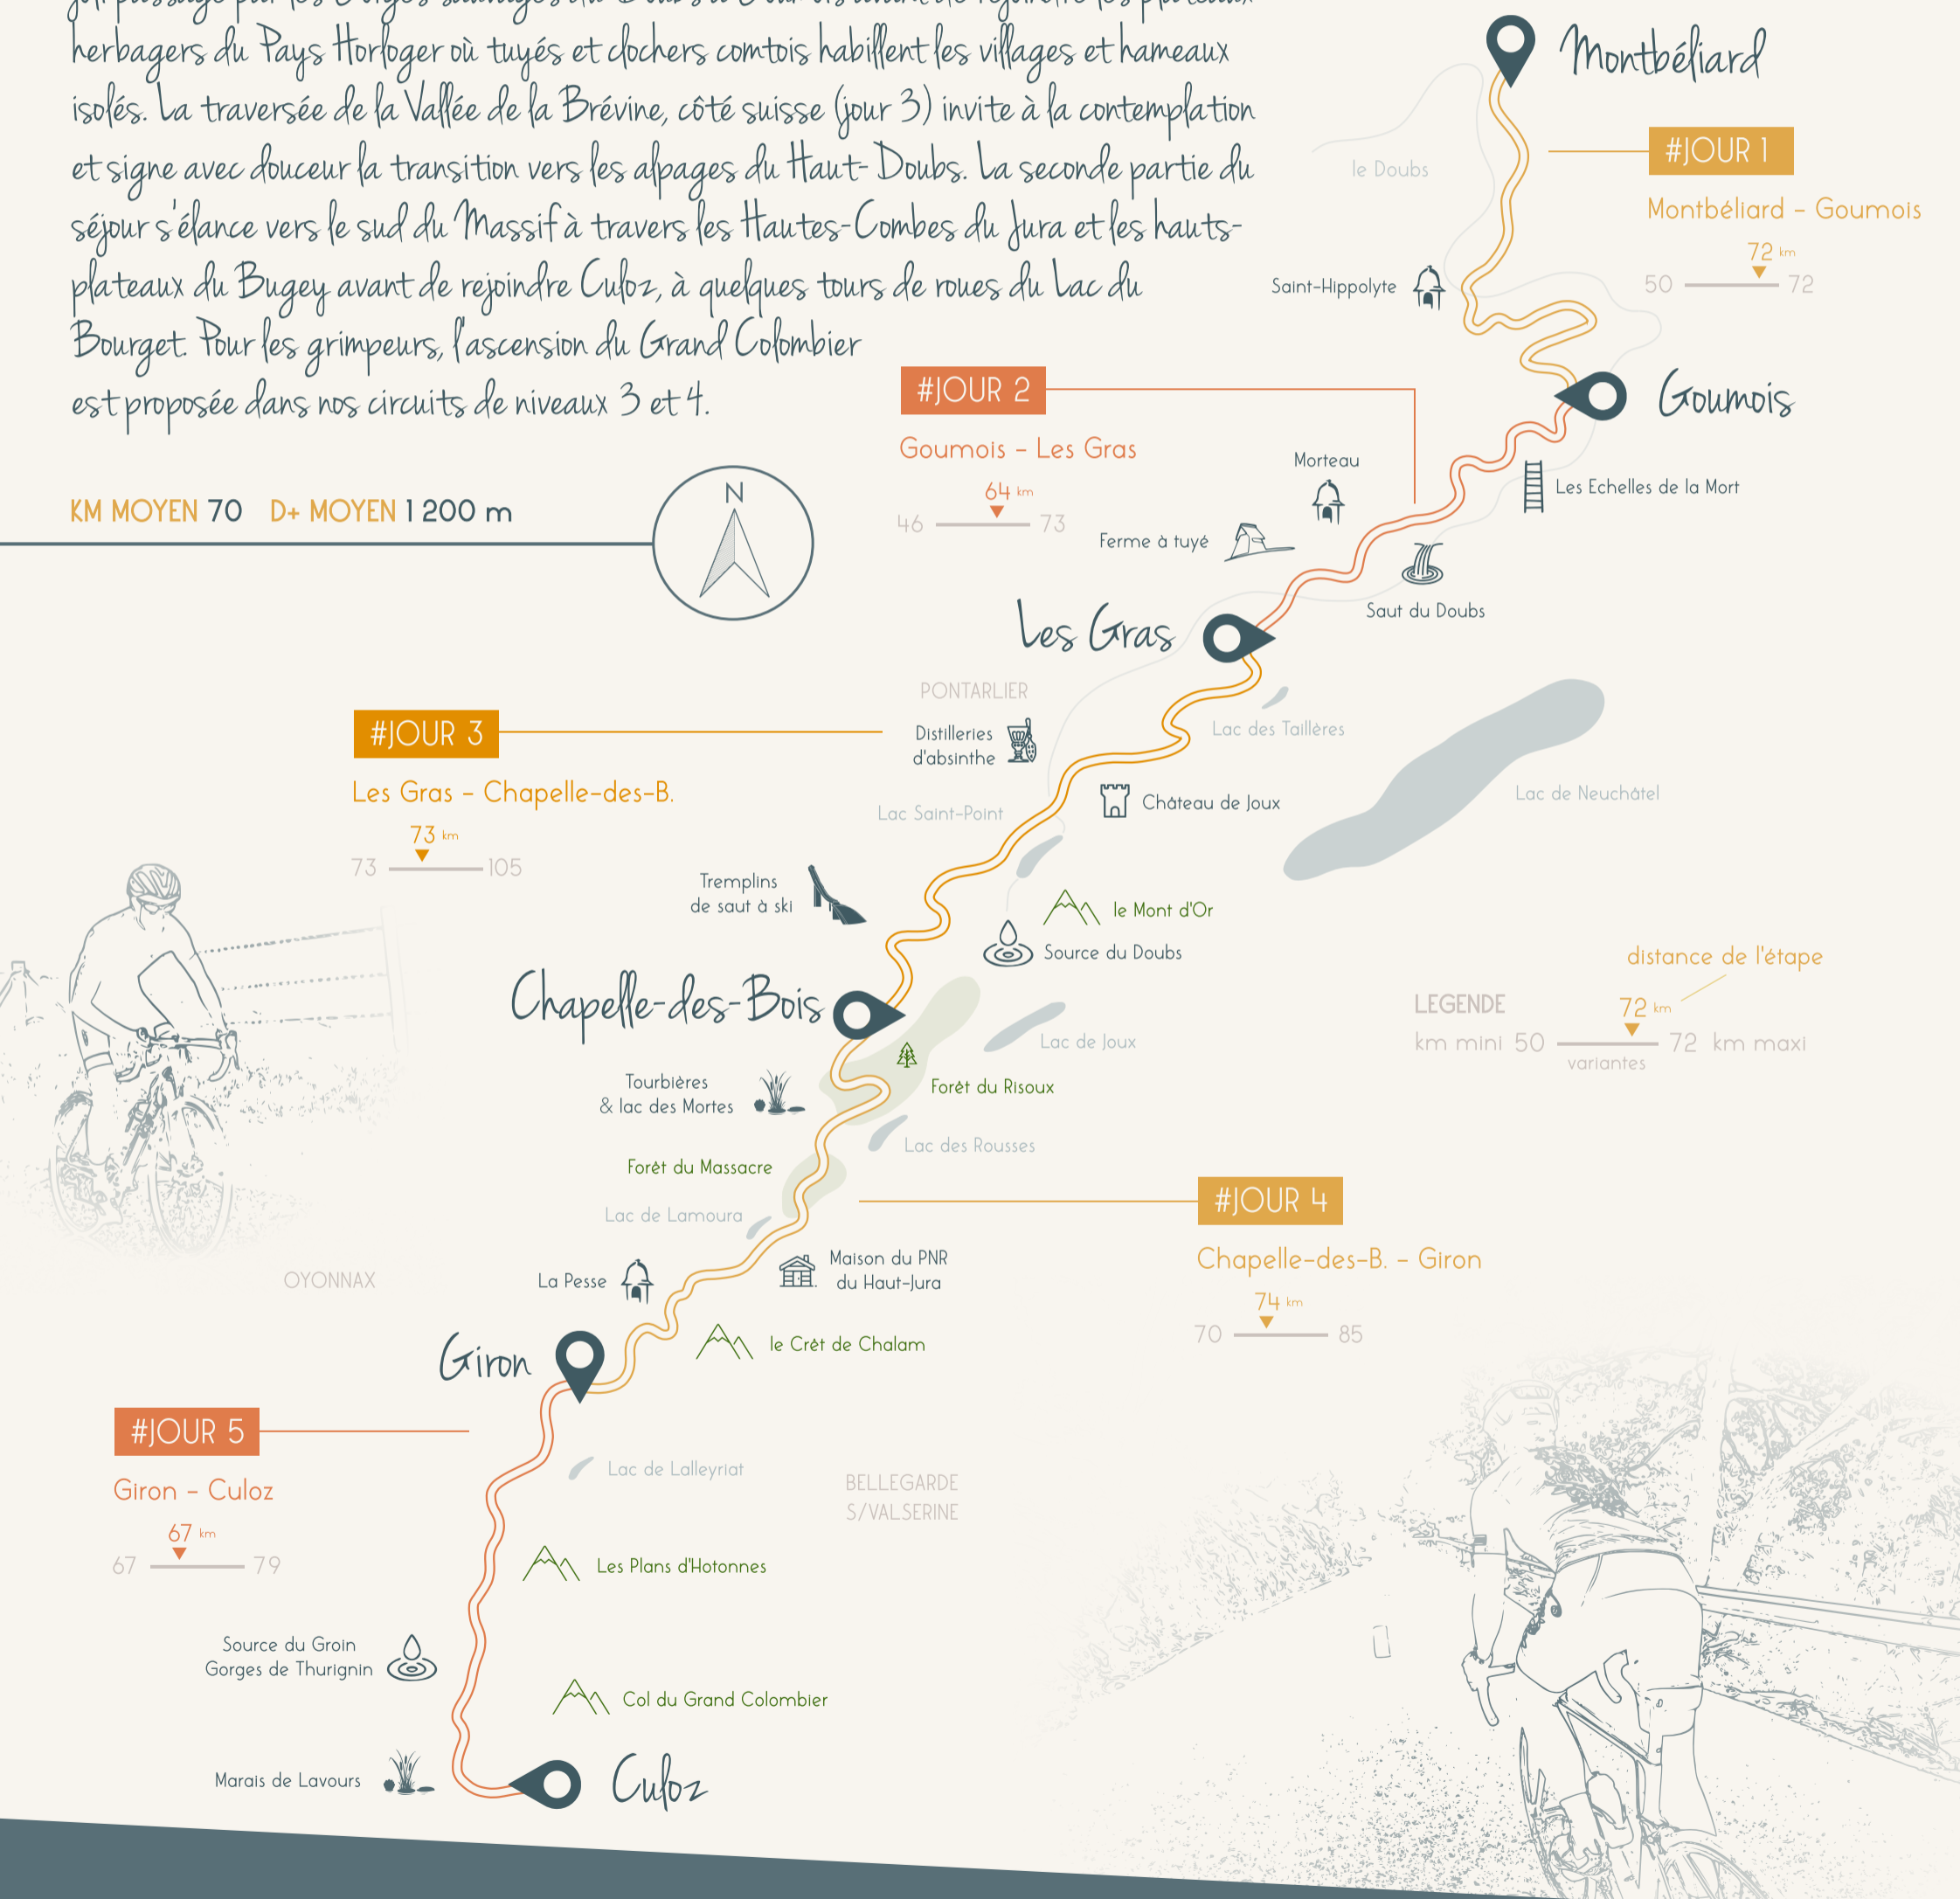 herbagers du Pays Horloger où tuyés et clochers comtois habillent les villages et hameaux
isolés. La traversée de la Vallée de la Brévine, côté suisse (jour 3) invite à la contemplation
et signe avec douceur la transition vers les alpages du Haut-Doubs. La seconde partie du
séjour s'élance vers le sud du Massif à travers les Hautes-Combes du Jura et les hauts-
plateaux du Bugey avant de rejoindre Culoz, à quelques tours de roues du Lac du
Bourget. Pour les grimpeurs, l'ascension du Grand Colombier
est proposée dans nos circuits de niveaux 3 et 4.
KM MOYEN 70 D+ MOYEN 1 200 m
N
Montbéliard
#JOUR 1
Montbéliard - Goumois
72 km
50 72
le Doubs
Saint-Hippolyte
Goumois
#JOUR 2
Goumois - Les Gras
64 km
46 73
Morteau
Les Echelles de la Mort
Ferme à tuyé
Saut du Doubs
Les Gras
PONTARLIER
#JOUR 3
Les Gras - Chapelle-des-B.
73 km
73 105
Distilleries
d'absinthe
Lac des Taillères
Lac de Neuchâtel
Château de Joux
Lac Saint-Point
Tremplins
de saut à ski
le Mont d'Or
Source du Doubs
distance de l'étape
LEGENDE
72 km
km mini 50 72 km maxi
variantes
Chapelle-des-Bois
Lac de Joux
Forêt du Risoux
Tourbières
& lac des Mortes
Lac des Rousses
Forêt du Massacre
Lac de Lamoura
#JOUR 4
Chapelle-des-B. - Giron
74 km
70 85
Maison du PNR
du Haut-Jura
La Pesse
OYONNAX
le Crêt de Chalam
Giron
#JOUR 5
Giron - Culoz
67 km
67 79
Lac de Lalleyriat
BELLEGARDE
S/VALSERINE
Les Plans d'Hotonnes
Source du Groin
Gorges de Thurignin
Col du Grand Colombier
Marais de Lavours
Culoz